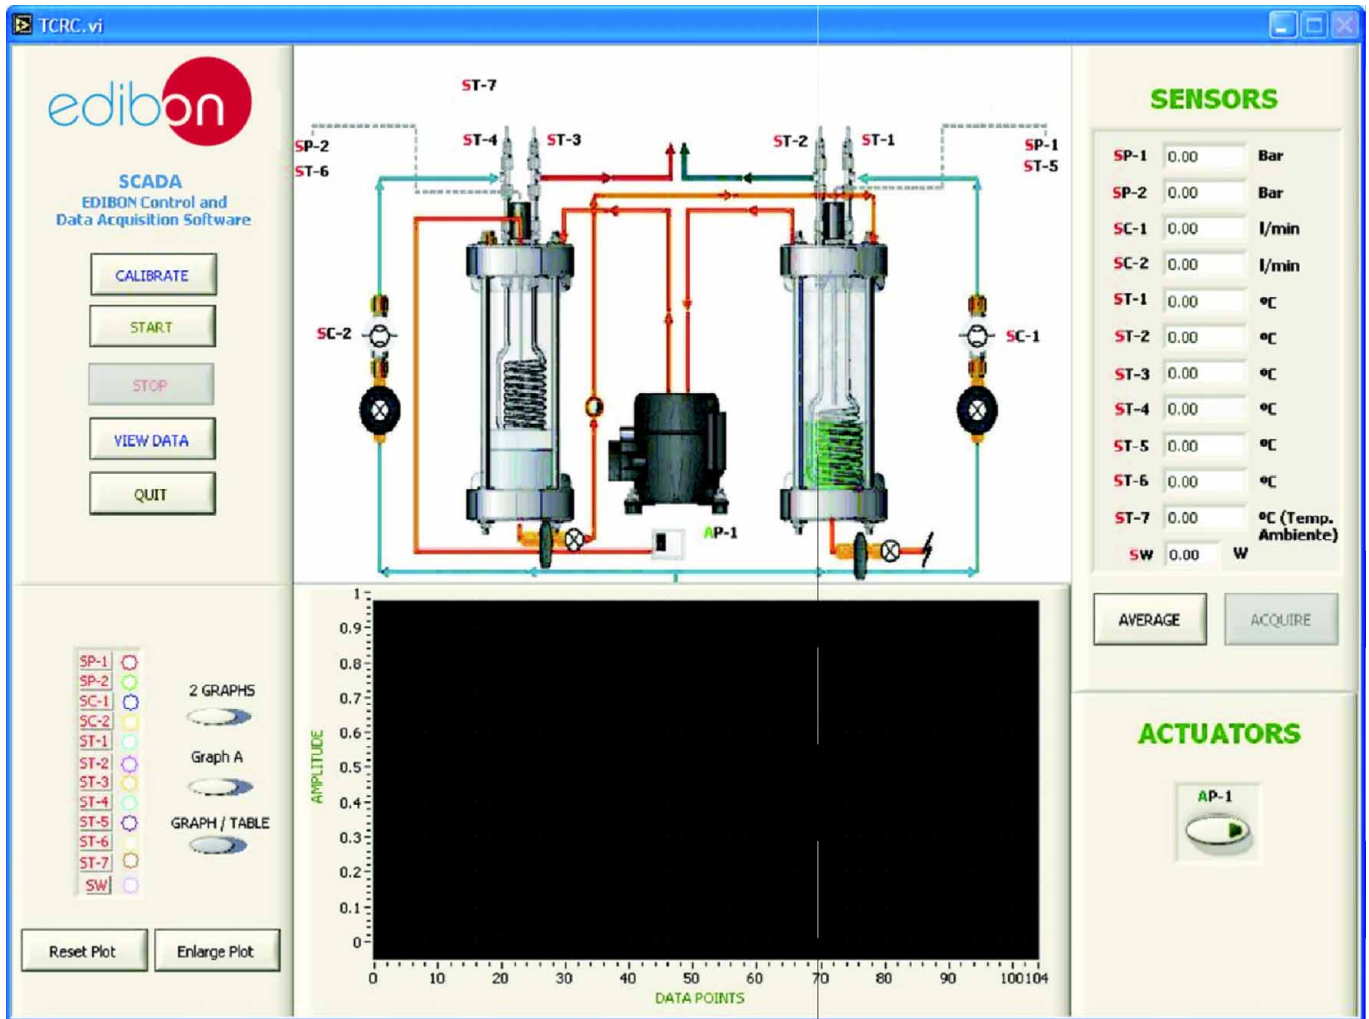 TCRC.vi
edibon
SCADA
EDIBON Control and
Data Acquisition Software
CALIBRATE
START
STOP
VIEW DATA
QUIT
ST-7
SP-2
ST-4
ST-3
ST-2
ST-1
SP-1
ST-6
ST-5
SC-2
SC-1
AP-1
SENSORS
SP-1 0.00 Bar
SP-2 0.00 Bar
SC-1 0.00 l/min
SC-2 0.00 l/min
ST-1 0.00 ºC
ST-2 0.00 ºC
ST-3 0.00 ºC
ST-4 0.00 ºC
ST-5 0.00 ºC
ST-6 0.00 ºC
ST-7 0.00 ºC (Temp.
Ambiente)
SW 0.00 W
AVERAGE
ACQUIRE
SP-1
SP-2
SC-1
SC-2
ST-1
ST-2
ST-3
ST-4
ST-5
ST-6
ST-7
SW
2 GRAPHS
Graph A
GRAPH / TABLE
Reset Plot
Enlarge Plot
AMPLITUDE
1
0.9
0.8
0.7
0.6
0.5
0.4
0.3
0.2
0.1
0
0 10 20 30 40 50 60 70 80 90 100 104
DATA POINTS
ACTUATORS
AP-1